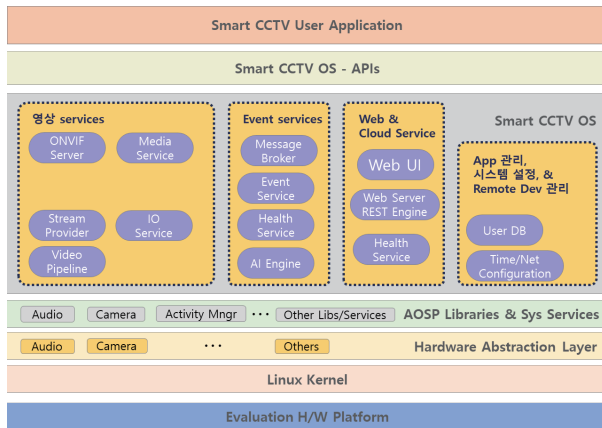 Smart CCTV User Application
Smart CCTV OS - APIs
Smart CCTV OS
영상 services
ONVIF
Server
Media
Service
Stream
Provider
IO
Service
Video
Pipeline
Event services
Message
Broker
Event
Service
Health
Service
AI Engine
Web &
Cloud Service
Web UI
Web Server
REST Engine
Health
Service
App 관리,
시스템 설정, &
Remote Dev 관리
User DB
Time/Net
Configuration
Audio
Camera
Activity Mngr
···
Other Libs/Services
AOSP Libraries & Sys Services
Audio
Camera
···
Others
Hardware Abstraction Layer
Linux Kernel
Evaluation H/W Platform